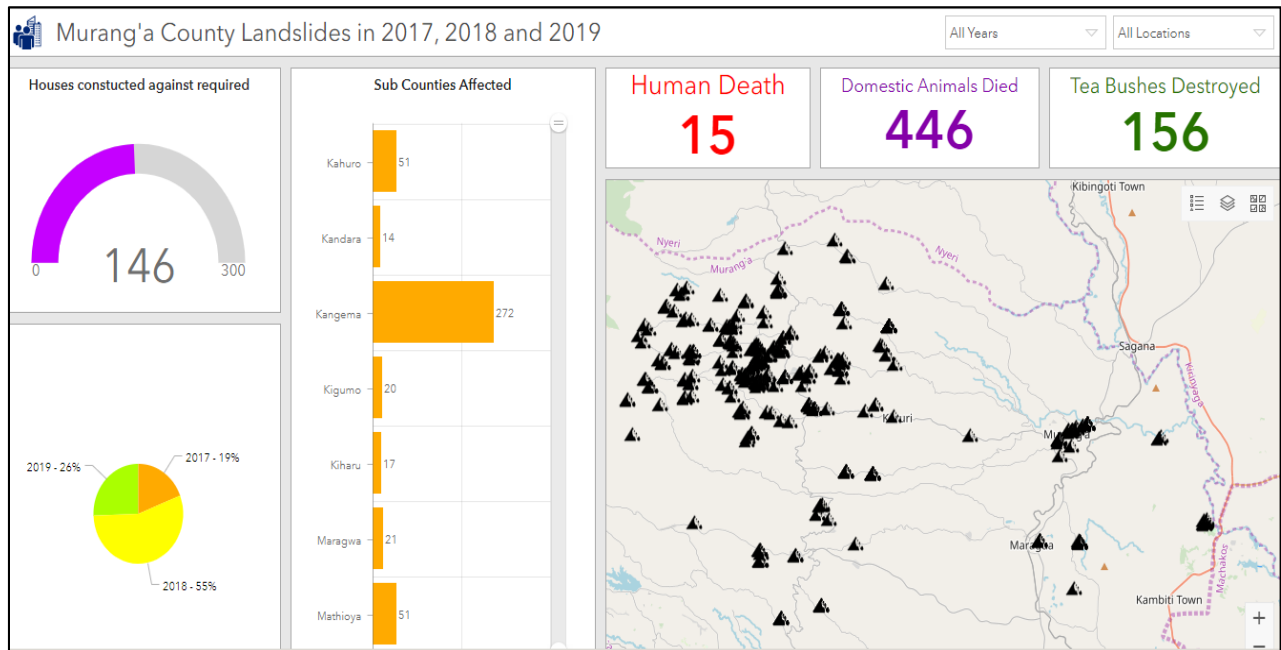 Murang'a County Landslides in 2017, 2018 and 2019
All Years
All Locations
Houses constucted against required
146
0
300
2019 - 26%
2017 - 19%
2018 - 55%
Sub Counties Affected
Kahuro
51
Kandara
14
Kangema
272
Kigumo
20
Kiharu
17
Maragwa
21
Mathioya
51
Human Death
15
Domestic Animals Died
446
Tea Bushes Destroyed
156
Kibingoti Town
Nyeri
Murang'a
Nyeri
Sagana
Kirinyaga
Machakos
Kambiti Town
+
−